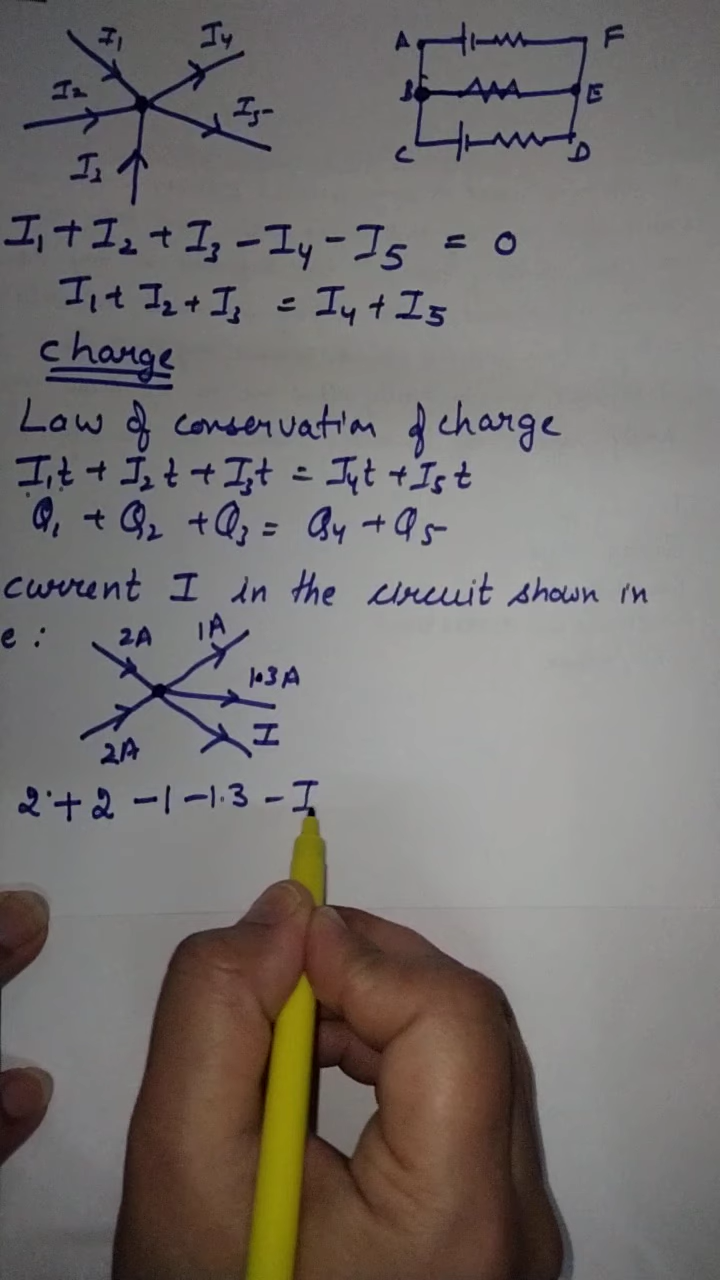 I₁ I₄
I₂ I₅
I₃
A F
B E
C D
I₁ + I₂ + I₃ - I₄ - I₅ = 0
I₁ + I₂ + I₃ = I₄ + I₅
charge
Law of conservation of charge
I₁t + I₂t + I₃t = I₄t + I₅t
Q₁ + Q₂ + Q₃ = Q₄ + Q₅
current I in the circuit shown in
e :
2A 1A
1.3A
2A I
2 + 2 - 1 - 1.3 - I